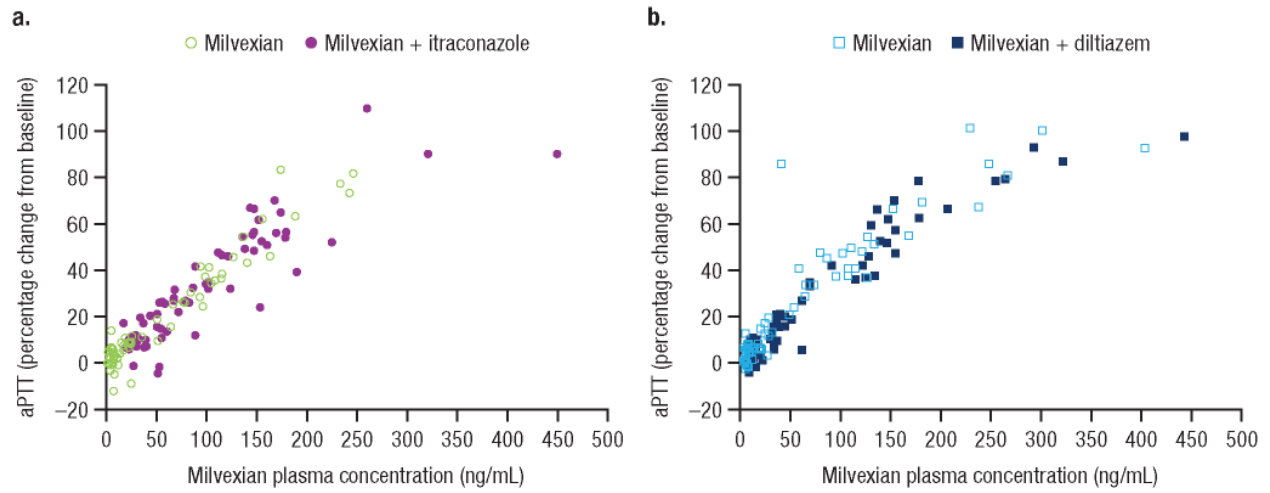 a.
Milvexian Milvexian + itraconazole
aPTT (percentage change from baseline)
120
100
80
60
40
20
0
−20
0 50 100 150 200 250 300 350 400 450 500
Milvexian plasma concentration (ng/mL)
b.
Milvexian Milvexian + diltiazem
aPTT (percentage change from baseline)
120
100
80
60
40
20
0
−20
0 50 100 150 200 250 300 350 400 450 500
Milvexian plasma concentration (ng/mL)